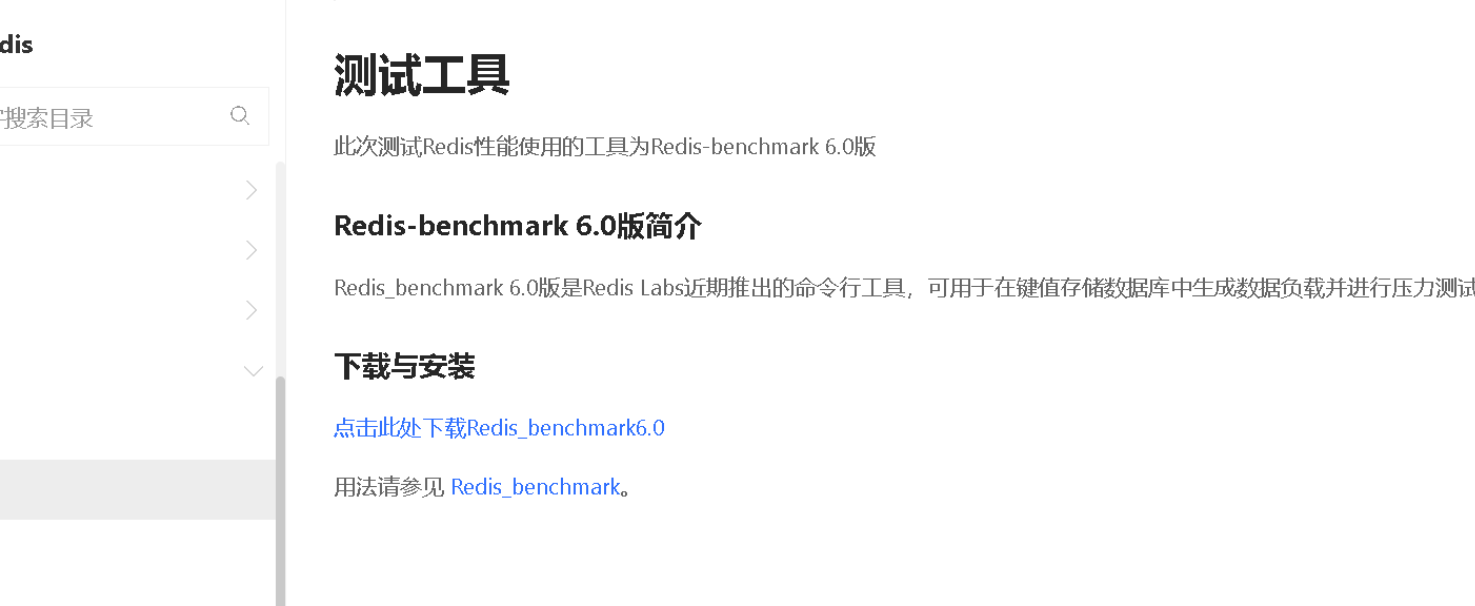 dis
搜索目录
测试工具
此次测试Redis性能使用的工具为Redis-benchmark 6.0版
Redis-benchmark 6.0版简介
Redis_benchmark 6.0版是Redis Labs近期推出的命令行工具，可用于在键值存储数据库中生成数据负载并进行压力测试
下载与安装
点击此处下载Redis_benchmark6.0
用法请参见 Redis_benchmark。